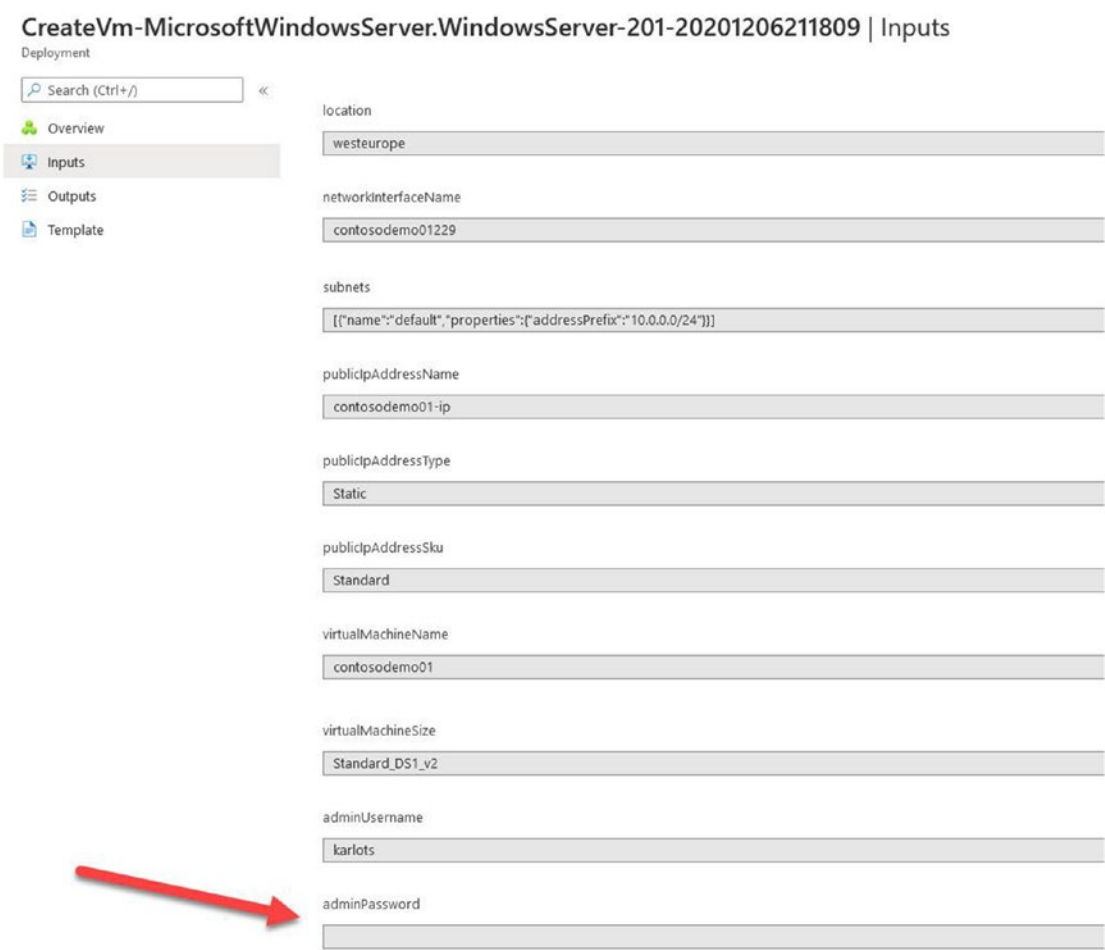 CreateVm-MicrosoftWindowsServer.WindowsServer-201-20201206211809 | Inputs
Deployment
Search (Ctrl+/)
«
Overview
Inputs
Outputs
Template
location
westeurope
networkInterfaceName
contosodemo01229
subnets
[{"name":"default","properties":{"addressPrefix":"10.0.0.0/24"}}]
publicIpAddressName
contosodemo01-ip
publicIpAddressType
Static
publicIpAddressSku
Standard
virtualMachineName
contosodemo01
virtualMachineSize
Standard_DS1_v2
adminUsername
karlots
adminPassword